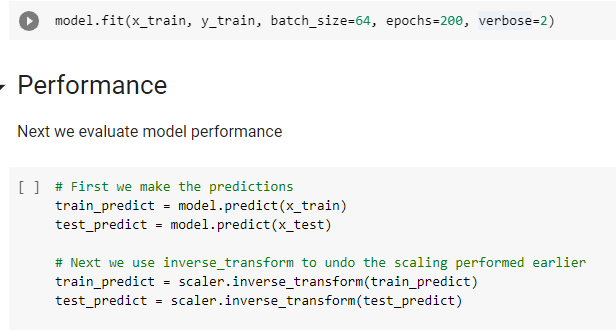 model.fit(x_train, y_train, batch_size=64, epochs=200, verbose=2)
Performance
Next we evaluate model performance
[ ] # First we make the predictions
train_predict = model.predict(x_train)
test_predict = model.predict(x_test)
# Next we use inverse_transform to undo the scaling performed earlier
train_predict = scaler.inverse_transform(train_predict)
test_predict = scaler.inverse_transform(test_predict)